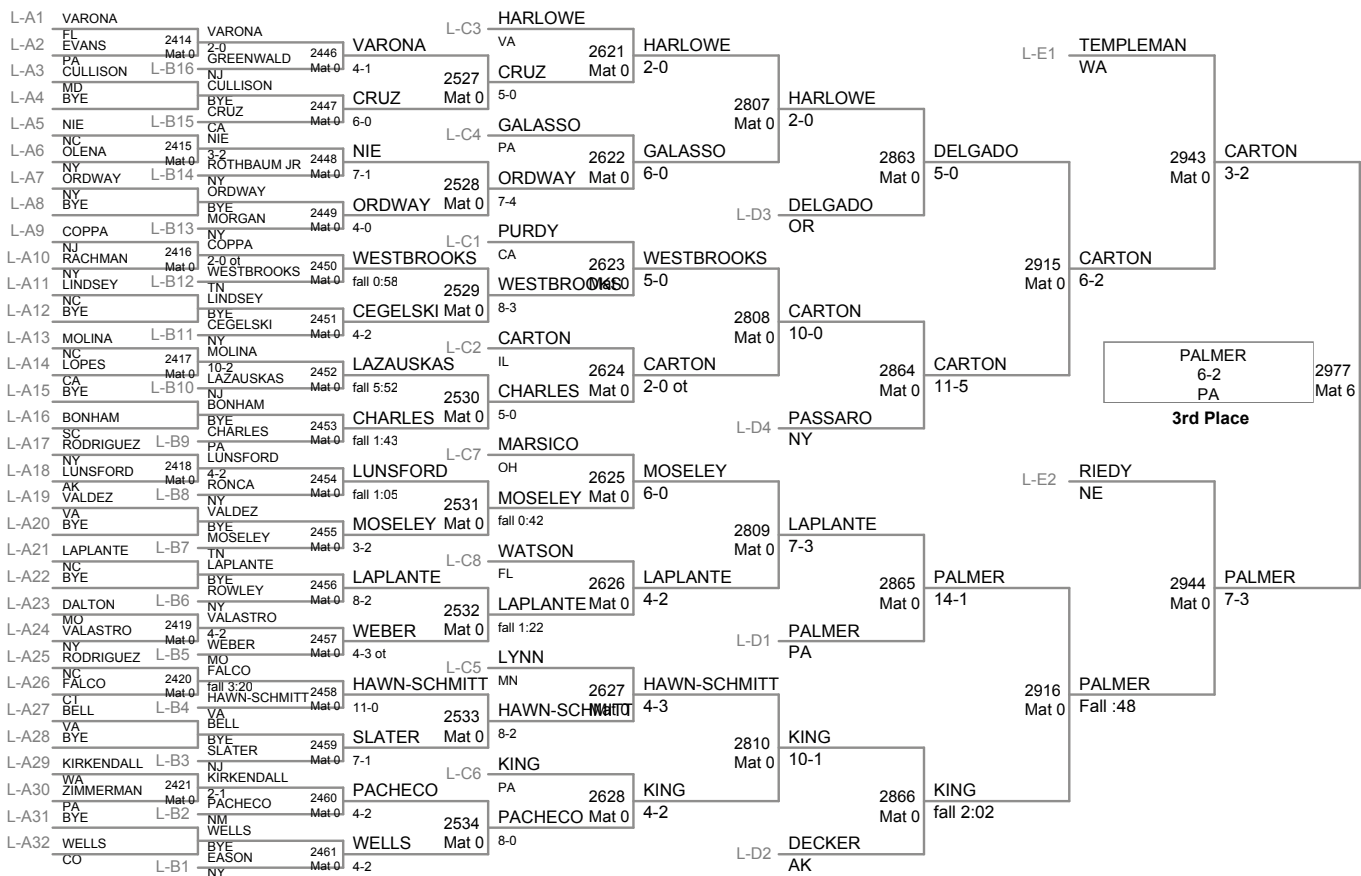 L-A1 VARONA
FL
L-A2 EVANS
PA
L-A3 CULLISON
MD
L-A4 BYE
L-A5 NIE
NC
L-A6 OLENA
NY
L-A7 ORDWAY
NY
L-A8 BYE
L-A9 COPPA
NJ
L-A10 RACHMAN
NY
L-A11 LINDSEY
NC
L-A12 BYE
L-A13 MOLINA
NC
L-A14 LOPES
CA
L-A15 BYE
L-A16 BONHAM
SC
L-A17 RODRIGUEZ
NY
L-A18 LUNSFORD
AK
L-A19 VALDEZ
VA
L-A20 BYE
L-A21 LAPLANTE
NC
L-A22 BYE
L-A23 DALTON
MO
L-A24 VALASTRO
NY
L-A25 RODRIGUEZ
NC
L-A26 FALCO
CT
L-A27 BELL
VA
L-A28 BYE
L-A29 KIRKENDALL
WA
L-A30 ZIMMERMAN
PA
L-A31 BYE
L-A32 WELLS
CO
2414
Mat 0
2415
Mat 0
2416
Mat 0
2417
Mat 0
2418
Mat 0
2419
Mat 0
2420
Mat 0
2421
Mat 0
VARONA
2-0
L-B16 GREENWALD
NJ
CULLISON
BYE
L-B15 CRUZ
CA
NIE
3-2
L-B14 ROTHBAUM JR
NY
ORDWAY
BYE
L-B13 MORGAN
NY
COPPA
2-0 ot
L-B12 WESTBROOKS
TN
LINDSEY
BYE
L-B11 CEGELSKI
NY
MOLINA
10-2
L-B10 LAZAUSKAS
NJ
BONHAM
BYE
L-B9 CHARLES
PA
LUNSFORD
4-2
L-B8 RONCA
NY
VALDEZ
BYE
L-B7 MOSELEY
TN
LAPLANTE
BYE
L-B6 ROWLEY
NY
VALASTRO
4-2
L-B5 WEBER
MO
FALCO
fall 3:20
L-B4 HAWN-SCHMITT
VA
BELL
BYE
L-B3 SLATER
NJ
KIRKENDALL
2-1
L-B2 PACHECO
NM
WELLS
BYE
L-B1 EASON
NY
2446
Mat 0
2447
Mat 0
2448
Mat 0
2449
Mat 0
2450
Mat 0
2451
Mat 0
2452
Mat 0
2453
Mat 0
2454
Mat 0
2455
Mat 0
2456
Mat 0
2457
Mat 0
2458
Mat 0
2459
Mat 0
2460
Mat 0
2461
Mat 0
VARONA
4-1
CRUZ
6-0
NIE
7-1
ORDWAY
4-0
WESTBROOKS
fall 0:58
CEGELSKI
4-2
LAZAUSKAS
fall 5:52
CHARLES
fall 1:43
LUNSFORD
fall 1:05
MOSELEY
3-2
LAPLANTE
8-2
WEBER
4-3 ot
HAWN-SCHMITT
11-0
SLATER
7-1
PACHECO
4-2
WELLS
4-2
2527
Mat 0
2528
Mat 0
2529
Mat 0
2530
Mat 0
2531
Mat 0
2532
Mat 0
2533
Mat 0
2534
Mat 0
L-C3 HARLOWE
VA
CRUZ
5-0
L-C4 GALASSO
PA
ORDWAY
7-4
L-C1 PURDY
CA
WESTBROOKS
8-3
L-C2 CARTON
IL
CHARLES
5-0
L-C7 MARSICO
OH
MOSELEY
fall 0:42
L-C8 WATSON
FL
LAPLANTE
fall 1:22
L-C5 LYNN
MN
HAWN-SCHMITT
8-2
L-C6 KING
PA
PACHECO
8-0
2621
Mat 0
2622
Mat 0
2623
Mat 0
2624
Mat 0
2625
Mat 0
2626
Mat 0
2627
Mat 0
2628
Mat 0
HARLOWE
2-0
GALASSO
6-0
WESTBROOKS
5-0
CARTON
2-0 ot
MOSELEY
6-0
LAPLANTE
4-2
HAWN-SCHMITT
4-3
KING
4-2
2807
Mat 0
2808
Mat 0
2809
Mat 0
2810
Mat 0
HARLOWE
2-0
L-D3 DELGADO
OR
CARTON
10-0
L-D4 PASSARO
NY
LAPLANTE
7-3
L-D1 PALMER
PA
KING
10-1
L-D2 DECKER
AK
2863
Mat 0
2864
Mat 0
2865
Mat 0
2866
Mat 0
DELGADO
5-0
CARTON
11-5
PALMER
14-1
KING
fall 2:02
2915
Mat 0
2916
Mat 0
L-E1 TEMPLEMAN
WA
CARTON
6-2
L-E2 RIEDY
NE
PALMER
Fall :48
2943
Mat 0
2944
Mat 0
CARTON
3-2
PALMER
7-3
PALMER
6-2
PA
2977
Mat 6
3rd Place